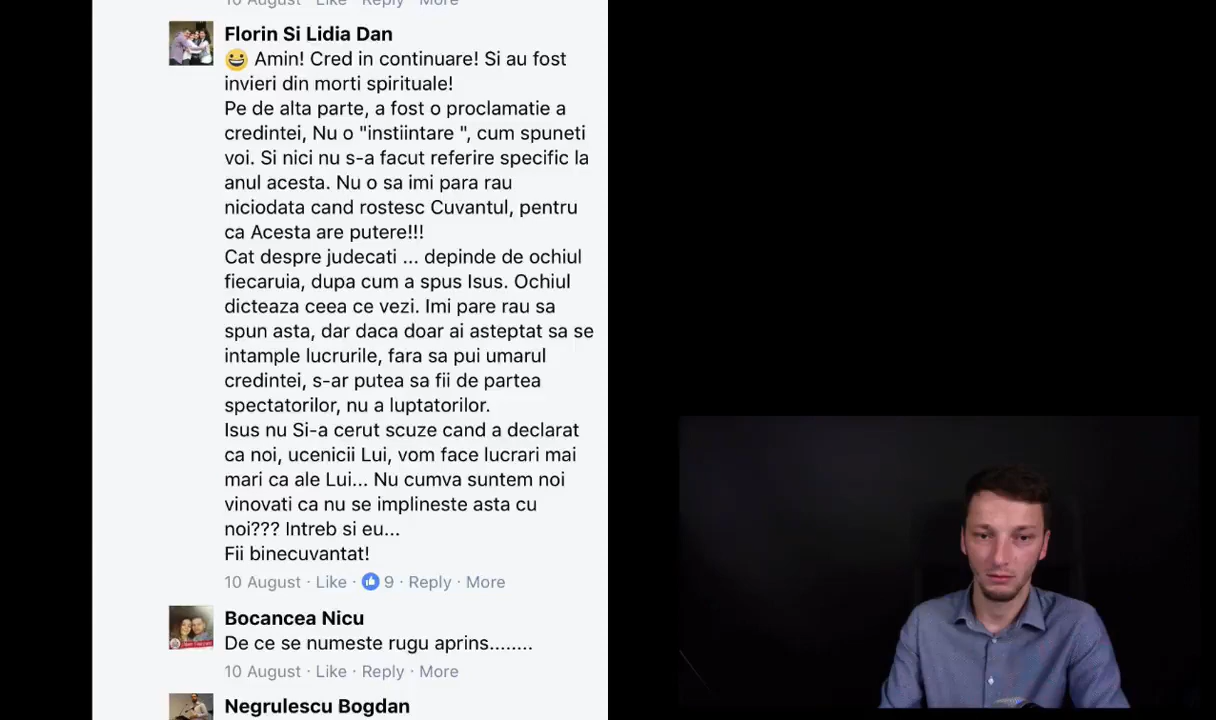 10 August · Like · Reply · More
Florin Si Lidia Dan
😀 Amin! Cred in continuare! Si au fost
invieri din morti spirituale!
Pe de alta parte, a fost o proclamatie a
credintei, Nu o "instiintare ", cum spuneti
voi. Si nici nu s-a facut referire specific la
anul acesta. Nu o sa imi para rau
niciodata cand rostesc Cuvantul, pentru
ca Acesta are putere!!!
Cat despre judecati ... depinde de ochiul
fiecaruia, dupa cum a spus Isus. Ochiul
dicteaza ceea ce vezi. Imi pare rau sa
spun asta, dar daca doar ai asteptat sa se
intample lucrurile, fara sa pui umarul
credintei, s-ar putea sa fii de partea
spectatorilor, nu a luptatorilor.
Isus nu Si-a cerut scuze cand a declarat
ca noi, ucenicii Lui, vom face lucrari mai
mari ca ale Lui... Nu cumva suntem noi
vinovati ca nu se implineste asta cu
noi??? Intreb si eu...
Fii binecuvantat!
10 August · Like · 9 · Reply · More
Bocancea Nicu
De ce se numeste rugu aprins........
10 August · Like · Reply · More
Negrulescu Bogdan